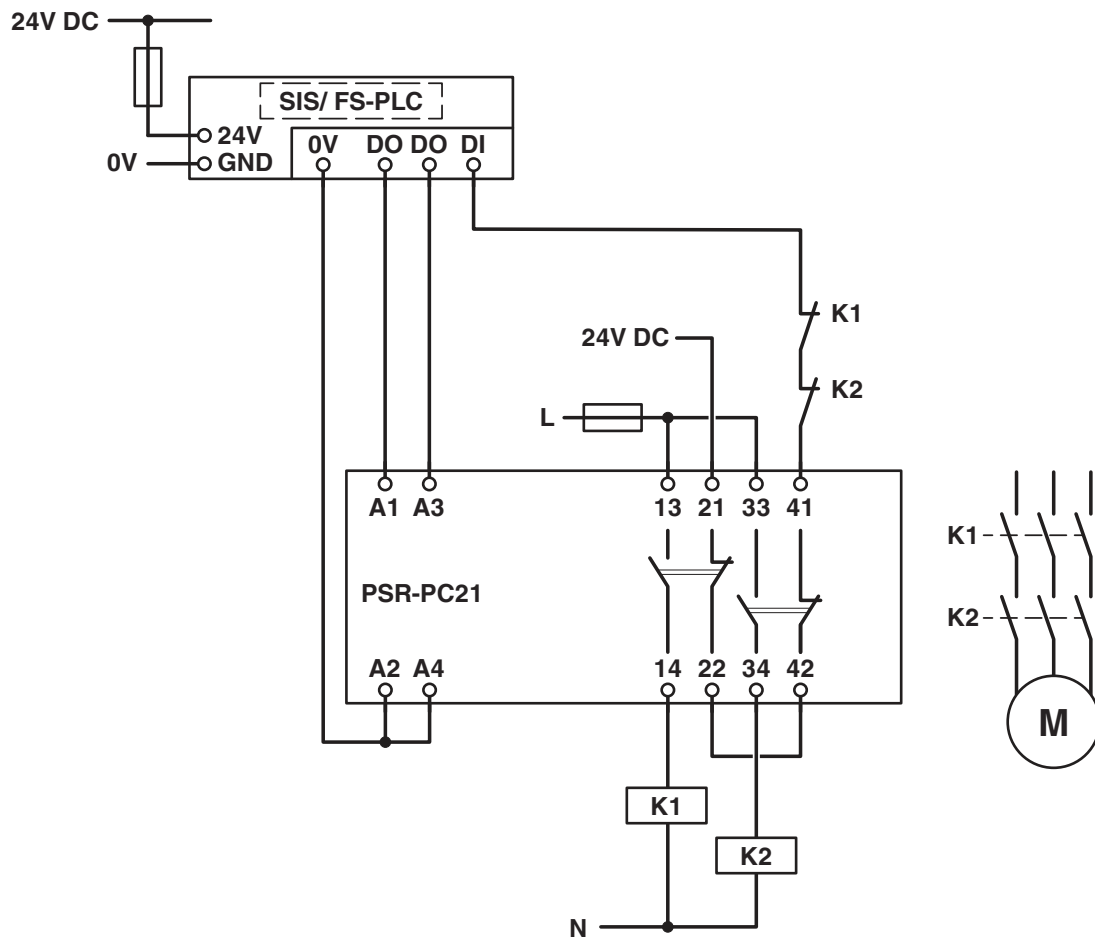 24V DC
SIS/ FS-PLC
24V
0V DO DO DI
0V
GND
K1
24V DC
K2
L
A1 A3
13 21 33 41
K1
PSR-PC21
K2
A2 A4
14 22 34 42
M
K1
K2
N